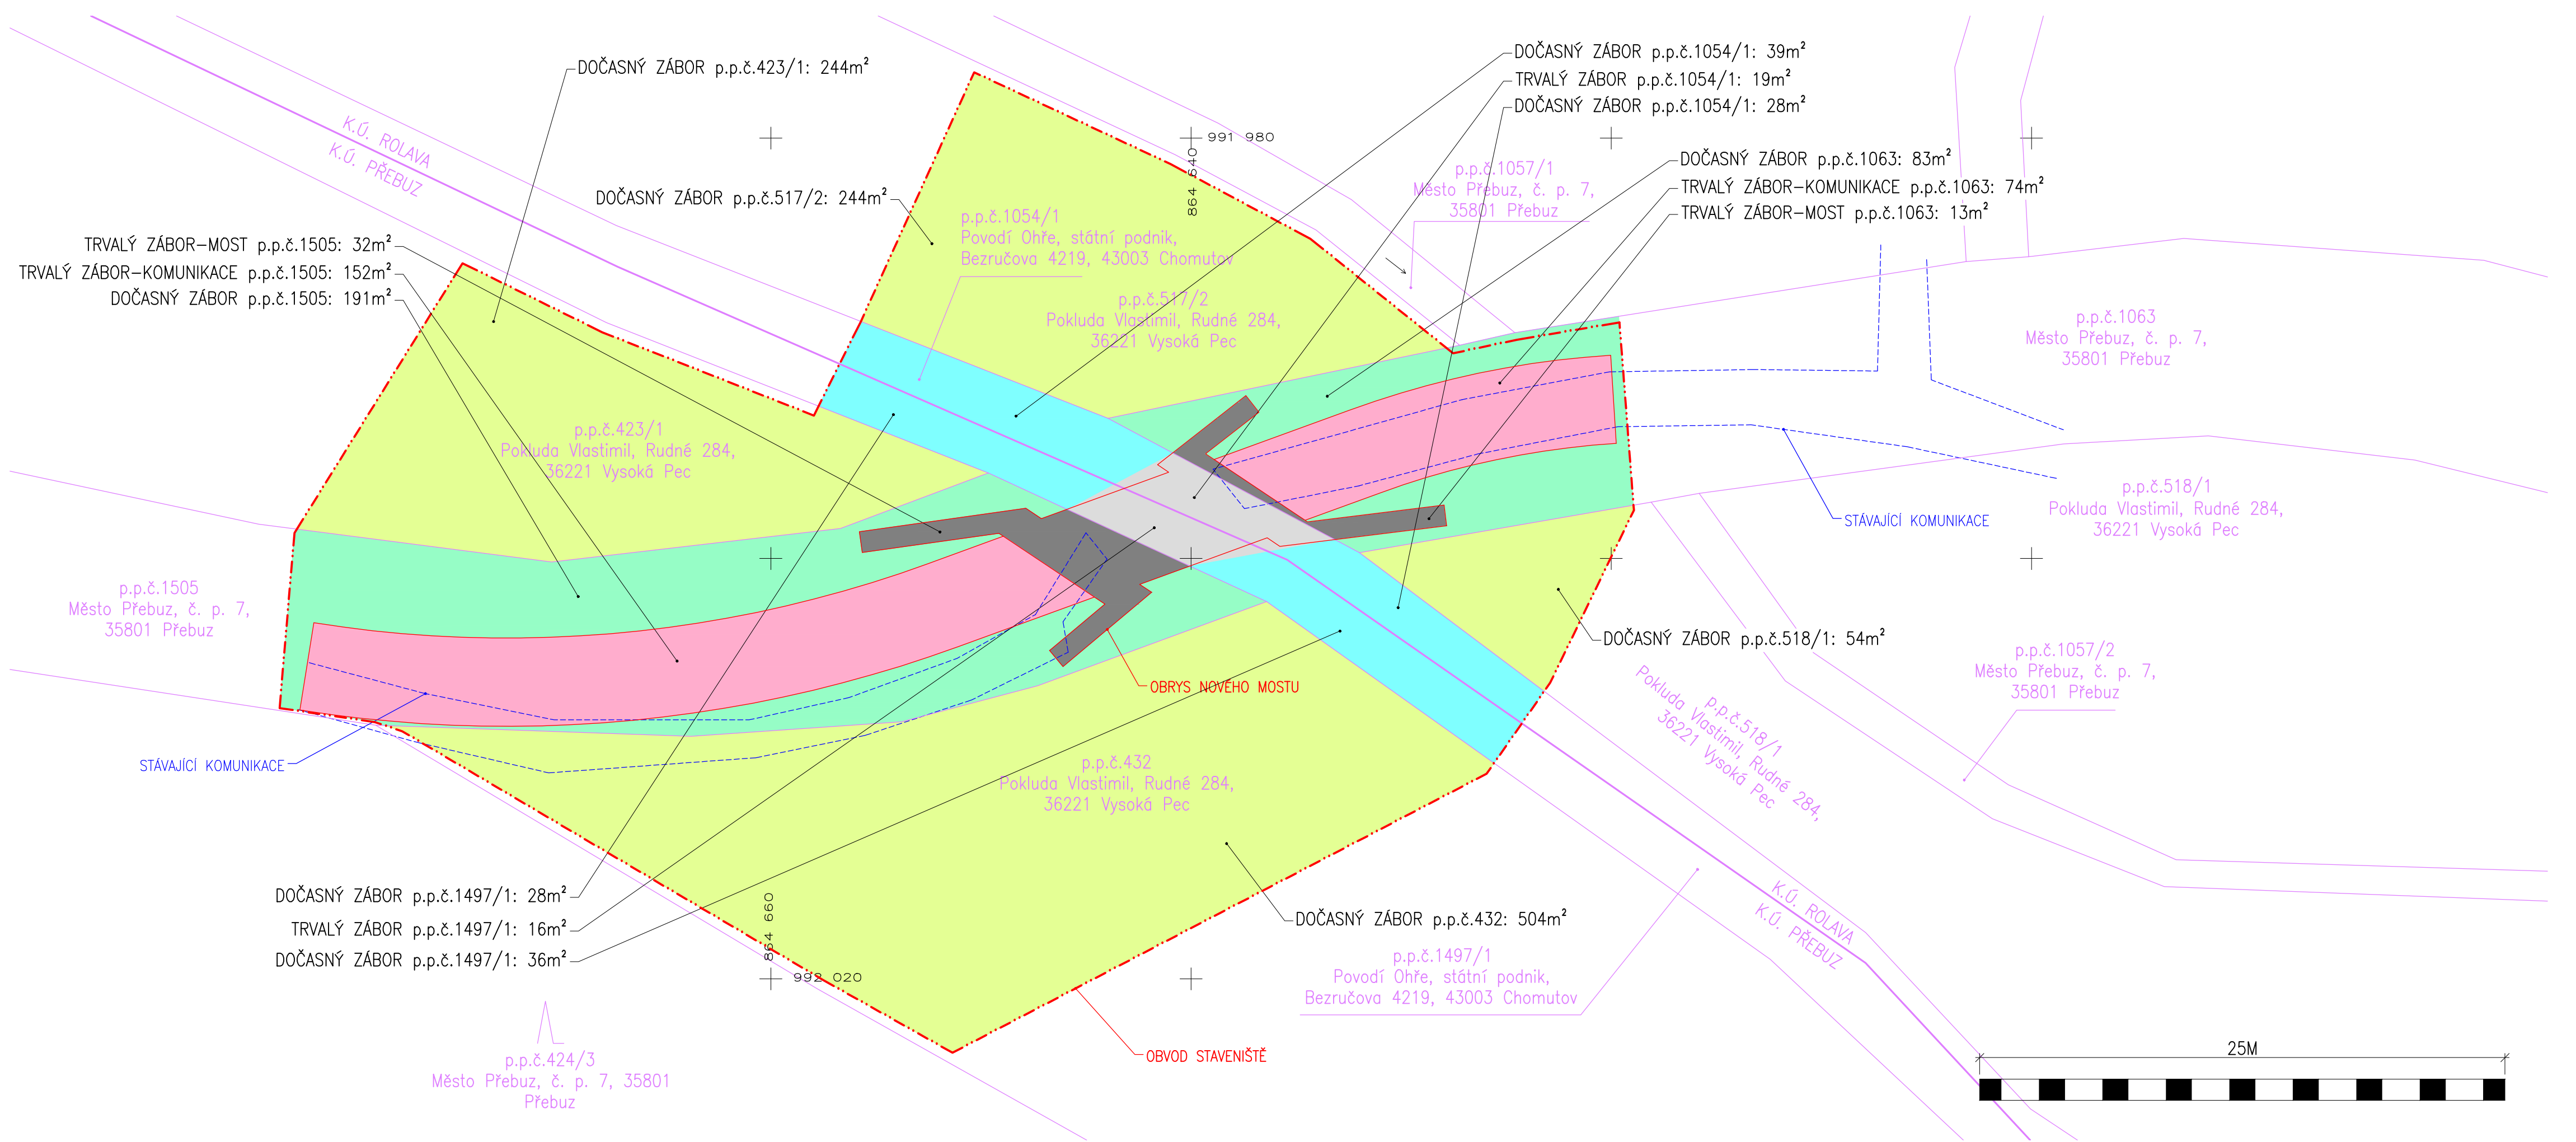 DOČASNÝ ZÁBOR p.p.č.423/1: 244m²
DOČASNÝ ZÁBOR p.p.č.517/2: 244m²
TRVALÝ ZÁBOR-MOST p.p.č.1505: 32m²
TRVALÝ ZÁBOR-KOMUNIKACE p.p.č.1505: 152m²
DOČASNÝ ZÁBOR p.p.č.1505: 191m²
K.Ú. ROLAVA
K.Ú. PŘEBUZ
DOČASNÝ ZÁBOR p.p.č.1054/1: 39m²
TRVALÝ ZÁBOR p.p.č.1054/1: 19m²
DOČASNÝ ZÁBOR p.p.č.1054/1: 28m²
991 980
864 640
p.p.č.1057/1
Město Přebuz, č. p. 7,
35801 Přebuz
DOČASNÝ ZÁBOR p.p.č.1063: 83m²
TRVALÝ ZÁBOR-KOMUNIKACE p.p.č.1063: 74m²
TRVALÝ ZÁBOR-MOST p.p.č.1063: 13m²
p.p.č.1054/1
Povodí Ohře, státní podnik,
Bezručova 4219, 43003 Chomutov
p.p.č.517/2
Pokluda Vlastimil, Rudné 284,
36221 Vysoká Pec
p.p.č.1063
Město Přebuz, č. p. 7,
35801 Přebuz
p.p.č.423/1
Pokluda Vlastimil, Rudné 284,
36221 Vysoká Pec
p.p.č.518/1
Pokluda Vlastimil, Rudné 284,
36221 Vysoká Pec
STÁVAJÍCÍ KOMUNIKACE
p.p.č.1505
Město Přebuz, č. p. 7,
35801 Přebuz
DOČASNÝ ZÁBOR p.p.č.518/1: 54m²
p.p.č.1057/2
Město Přebuz, č. p. 7,
35801 Přebuz
OBRYS NOVÉHO MOSTU
p.p.č.518/1
Pokluda Vlastimil, Rudné 284,
36221 Vysoká Pec
STÁVAJÍCÍ KOMUNIKACE
p.p.č.432
Pokluda Vlastimil, Rudné 284,
36221 Vysoká Pec
DOČASNÝ ZÁBOR p.p.č.1497/1: 28m²
TRVALÝ ZÁBOR p.p.č.1497/1: 16m²
DOČASNÝ ZÁBOR p.p.č.1497/1: 36m²
864 660
992 020
DOČASNÝ ZÁBOR p.p.č.432: 504m²
K.Ú. ROLAVA
K.Ú. PŘEBUZ
p.p.č.1497/1
Povodí Ohře, státní podnik,
Bezručova 4219, 43003 Chomutov
OBVOD STAVENIŠTĚ
p.p.č.424/3
Město Přebuz, č. p. 7, 35801
Přebuz
25M